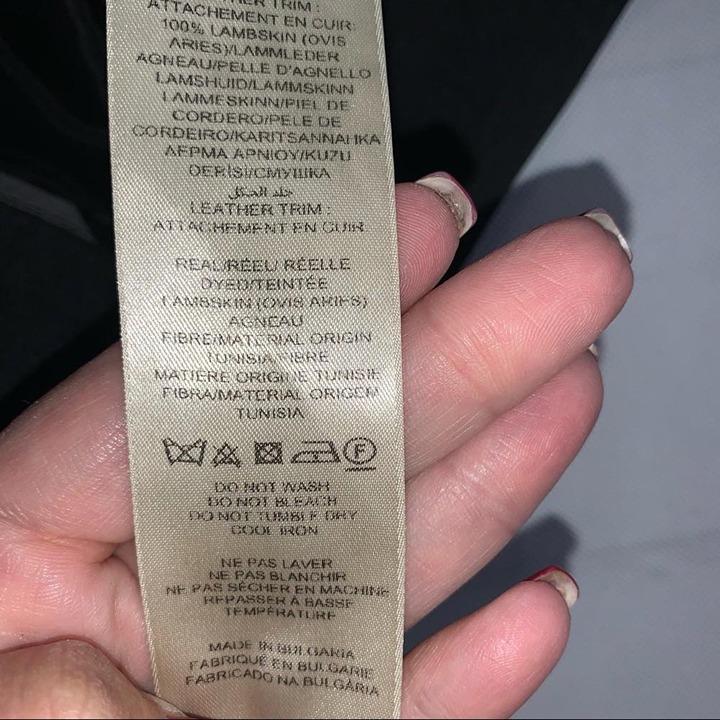 LEATHER TRIM :
ATTACHEMENT EN CUIR:
100% LAMBSKIN (OVIS
ARIES)/LAMMLEDER
AGNEAU/PELLE D'AGNELLO
LAMSHUID/LAMMSKINN
LAMMESKINN/PIEL DE
CORDERO/PELE DE
CORDEIRO/KARITSANNAHKA
ΔΕΡΜΑ ΑΡΝΙΟΥ/KUZU
DERİSİ/СМУШКА
جلد الحمل
LEATHER TRIM :
ATTACHEMENT EN CUIR
REAL/RÉEL/ RÉELLE
DYED/TEINTÉE
LAMBSKIN (OVIS ARIES)
AGNEAU
FIBRE/MATERIAL ORIGIN
TUNISIA FIBRE
MATIERE ORIGINE TUNISIE
FIBRA/MATERIAL ORIGEM
TUNISIA
F
DO NOT WASH
DO NOT BLEACH
DO NOT TUMBLE DRY
COOL IRON
NE PAS LAVER
NE PAS BLANCHIR
NE PAS SÉCHER EN MACHINE
REPASSER À BASSE
TEMPÉRATURE
MADE IN BULGARIA
FABRIQUÉ EN BULGARIE
FABRICADO NA BULGÁRIA